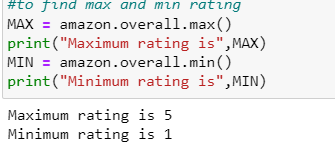 #to find max and min rating
MAX = amazon.overall.max()
print("Maximum rating is",MAX)
MIN = amazon.overall.min()
print("Minimum rating is",MIN)
Maximum rating is 5
Minimum rating is 1